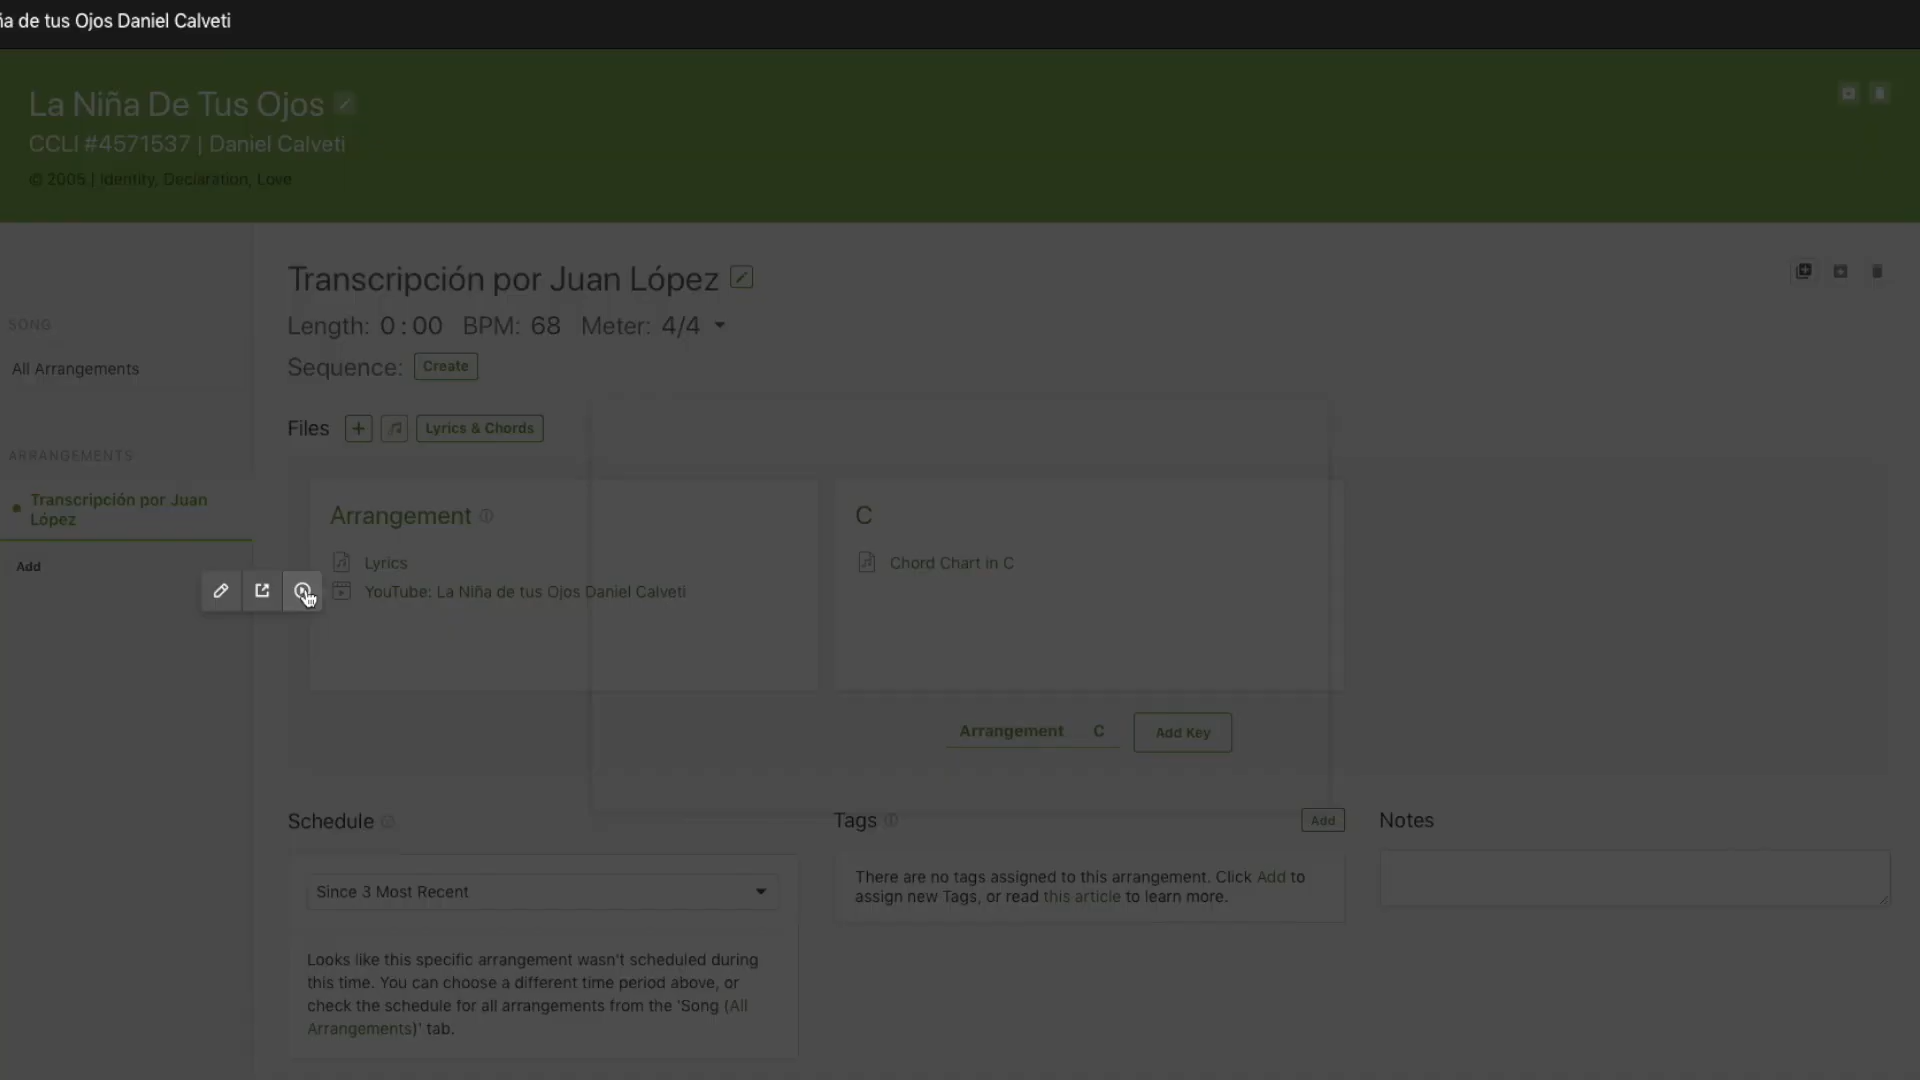 ña de tus Ojos Daniel Calveti
La Niña De Tus Ojos
CCLI #4571537 | Daniel Calveti
© 2005 | Identity, Declaration, Love
Transcripción por Juan López
Length: 0:00 BPM: 68 Meter: 4/4
Sequence: Create
SONG
All Arrangements
Files + Lyrics & Chords
ARRANGEMENTS
Transcripción por Juan
López
Add
Arrangement
Lyrics
YouTube: La Niña de tus Ojos Daniel Calveti
C
Chord Chart in C
Arrangement C Add Key
Schedule
Since 3 Most Recent
Looks like this specific arrangement wasn't scheduled during
this time. You can choose a different time period above, or
check the schedule for all arrangements from the 'Song (All
Arrangements)' tab.
Tags Add
There are no tags assigned to this arrangement. Click Add to
assign new Tags, or read this article to learn more.
Notes